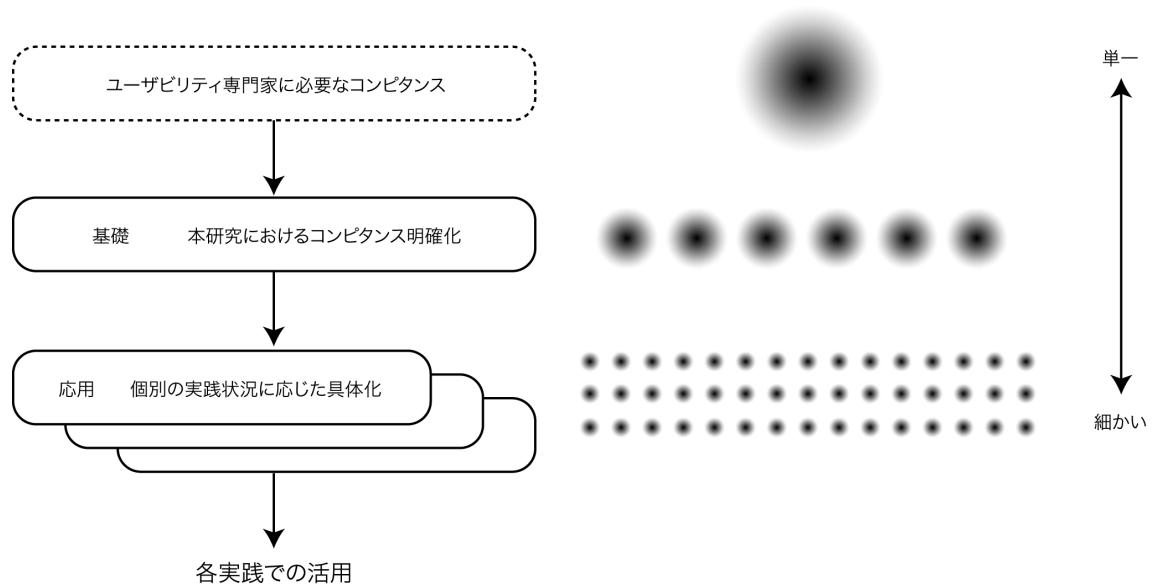 ユーザビリティ専門家に必要なコンピタンス
単一
基礎 本研究におけるコンピタンス明確化
応用 個別の実践状況に応じた具体化
細かい
各実践での活用